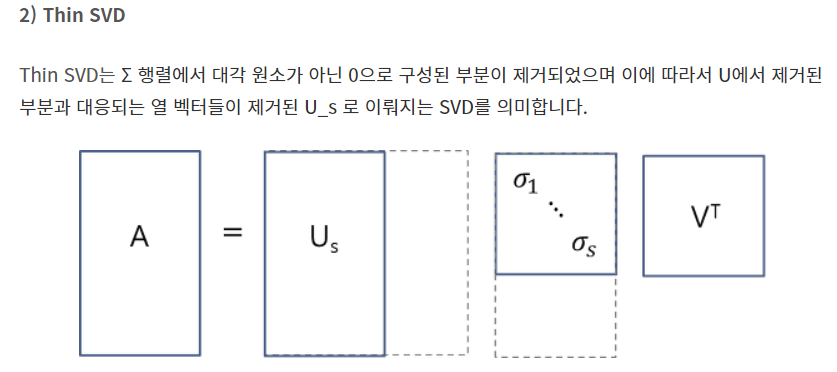 2) Thin SVD
Thin SVD는 Σ 행렬에서 대각 원소가 아닌 0으로 구성된 부분이 제거되었으며 이에 따라서 U에서 제거된
부분과 대응되는 열 벡터들이 제거된 U_s 로 이뤄지는 SVD를 의미합니다.
A = Uₛ σ₁ ⋱ σₛ Vᵀ